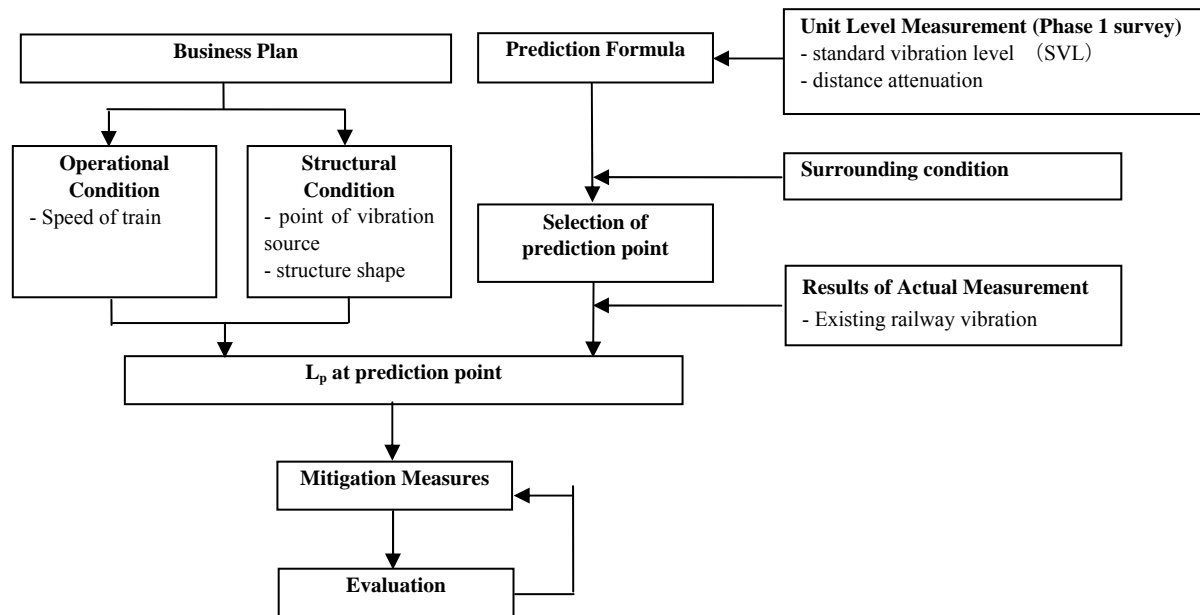 Business Plan
Prediction Formula
Unit Level Measurement (Phase 1 survey)
- standard vibration level （SVL）
- distance attenuation
Operational
Condition
- Speed of train
Structural
Condition
- point of vibration
source
- structure shape
Surrounding condition
Selection of
prediction point
Results of Actual Measurement
- Existing railway vibration
Lp at prediction point
Mitigation Measures
Evaluation